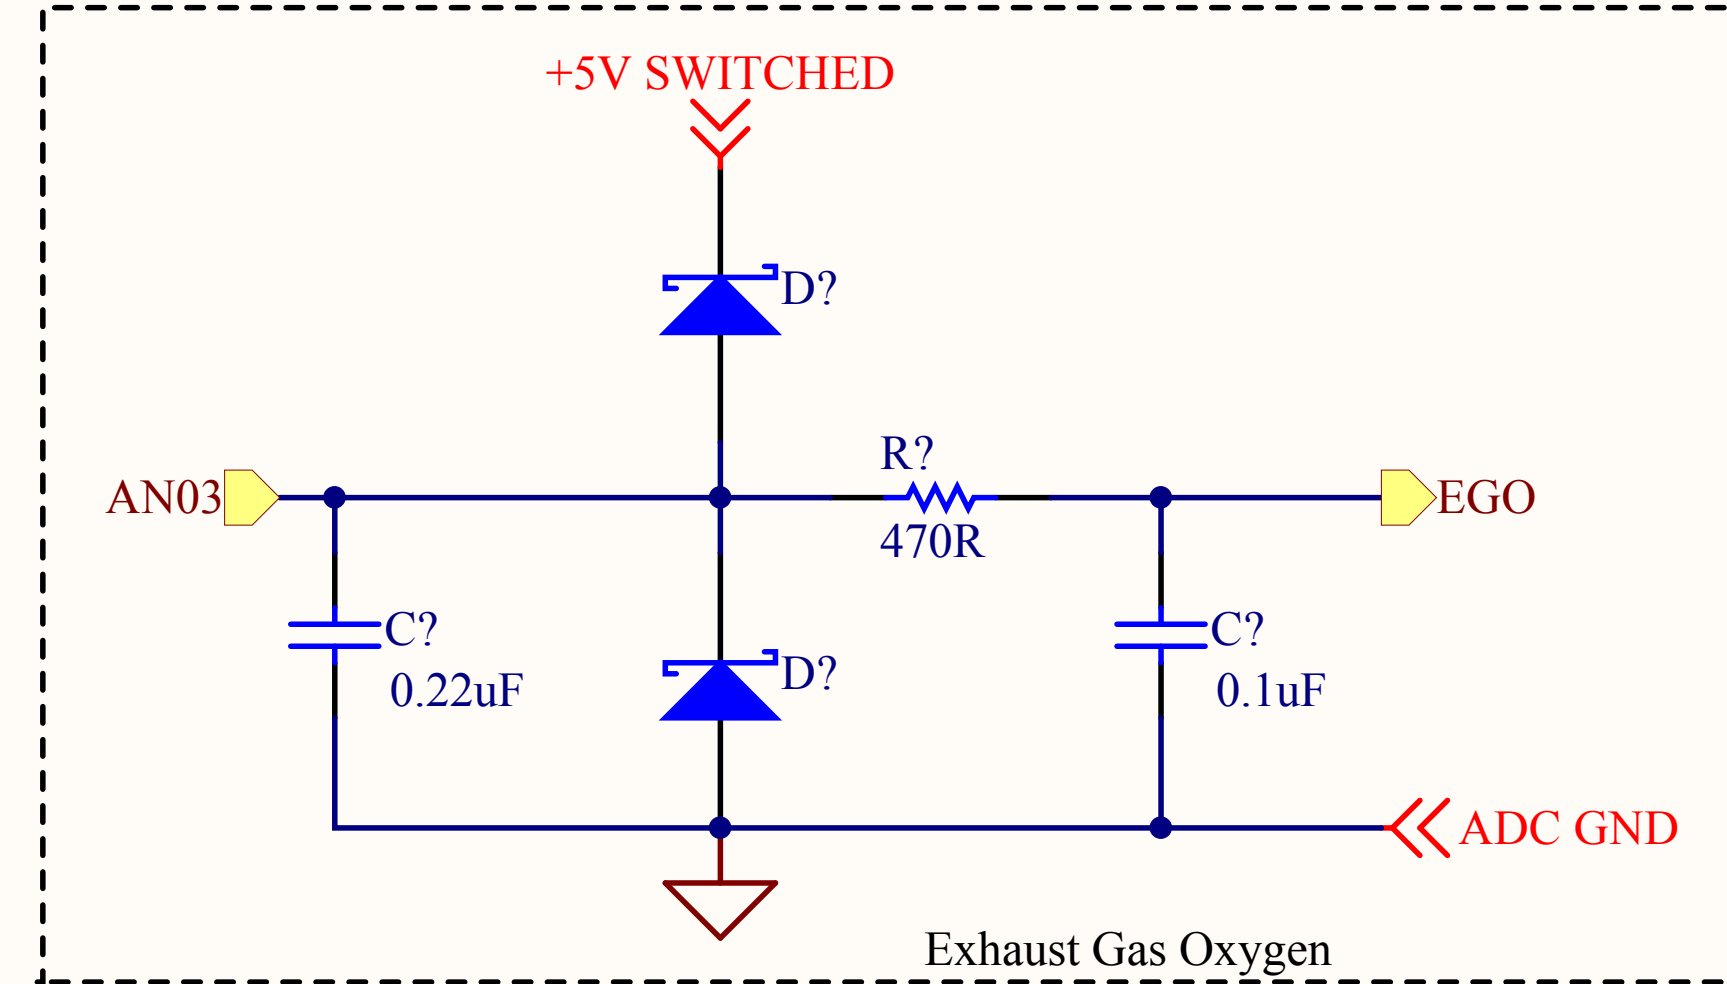 +5V SWITCHED
D?
R?
AN03
EGO
470R
C?
C?
D?
0.22uF
0.1uF
ADC GND
Exhaust Gas Oxygen